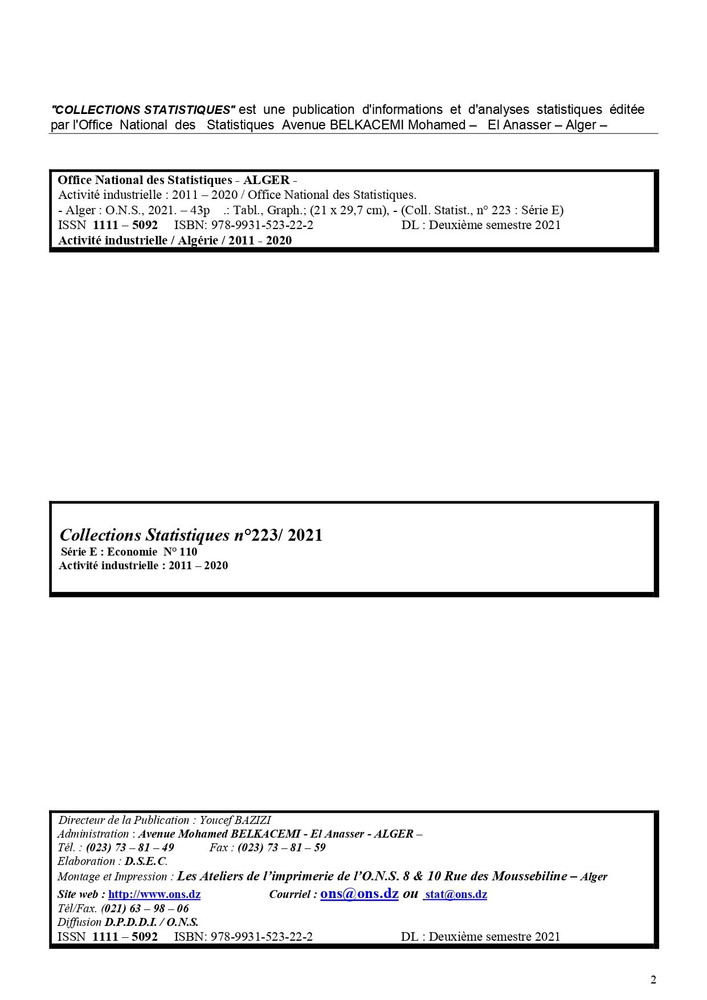 "COLLECTIONS STATISTIQUES" est une publication d'informations et d'analyses statistiques éditée
par l'Office National des Statistiques Avenue BELKACEMI Mohamed – El Anasser – Alger –
Office National des Statistiques - ALGER -
Activité industrielle : 2011 – 2020 / Office National des Statistiques.
- Alger : O.N.S., 2021. – 43p .: Tabl., Graph.; (21 x 29,7 cm), - (Coll. Statist., n° 223 : Série E)
ISSN 1111 – 5092 ISBN: 978-9931-523-22-2 DL : Deuxième semestre 2021
Activité industrielle / Algérie / 2011 - 2020
Collections Statistiques n°223/ 2021
Série E : Economie N° 110
Activité industrielle : 2011 – 2020
Directeur de la Publication : Youcef BAZIZI
Administration : Avenue Mohamed BELKACEMI - El Anasser - ALGER –
Tél. : (023) 73 – 81 – 49 Fax : (023) 73 – 81 – 59
Elaboration : D.S.E.C.
Montage et Impression : Les Ateliers de l’imprimerie de l’O.N.S. 8 & 10 Rue des Moussebiline – Alger
Site web : http://www.ons.dz Courriel : ons@ons.dz ou stat@ons.dz
Tél/Fax. (021) 63 – 98 – 06
Diffusion D.P.D.D.I. / O.N.S.
ISSN 1111 – 5092 ISBN: 978-9931-523-22-2 DL : Deuxième semestre 2021
2